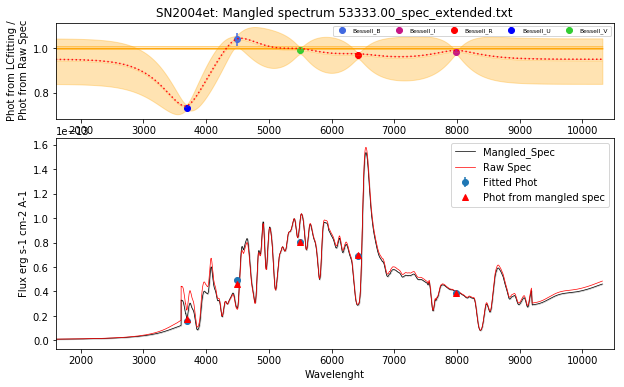 SN2004et: Mangled spectrum 53333.00_spec_extended.txt
Phot from LCfitting /
Phot from Raw Spec
1.0
0.8
Bessell_B
Bessell_I
Bessell_R
Bessell_U
Bessell_V
2000 3000 4000 5000 6000 7000 8000 9000 10000
1e−13
Flux erg s-1 cm-2 A-1
1.6
1.4
1.2
1.0
0.8
0.6
0.4
0.2
0.0
Mangled_Spec
Raw Spec
Fitted Phot
Phot from mangled spec
2000 3000 4000 5000 6000 7000 8000 9000 10000
Wavelenght